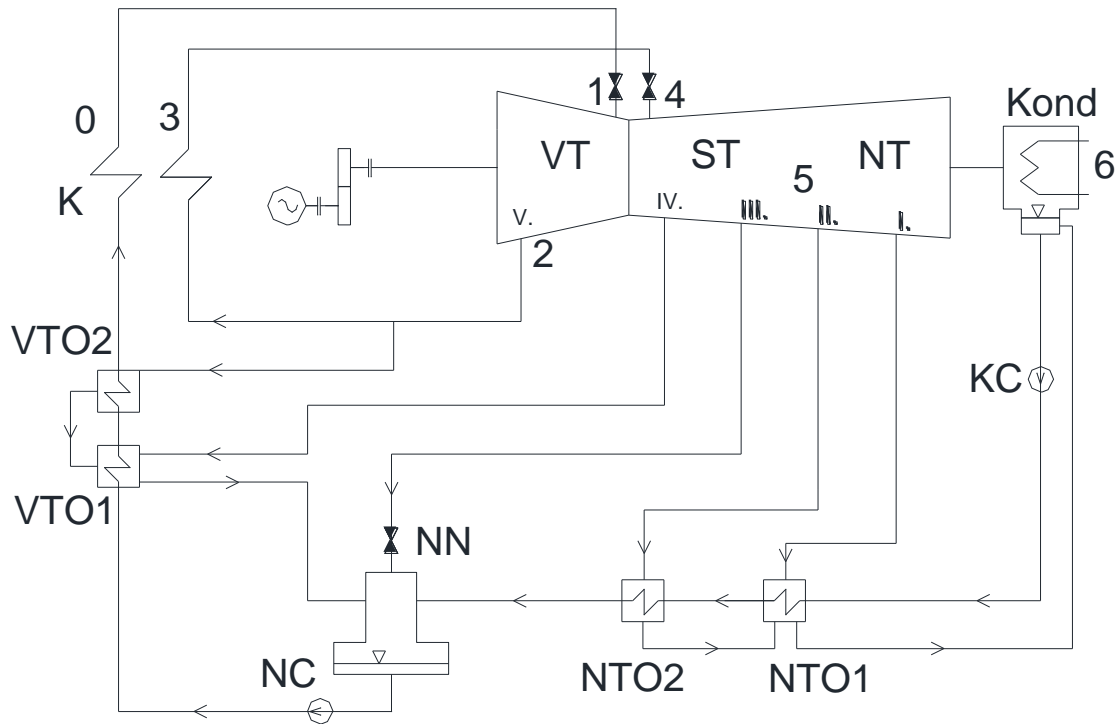 0
3
1
4
Kond
K
VT
ST
NT
5
6
V.
IV.
III.
II.
I.
2
VTO2
KC
VTO1
NN
NC
NTO2
NTO1